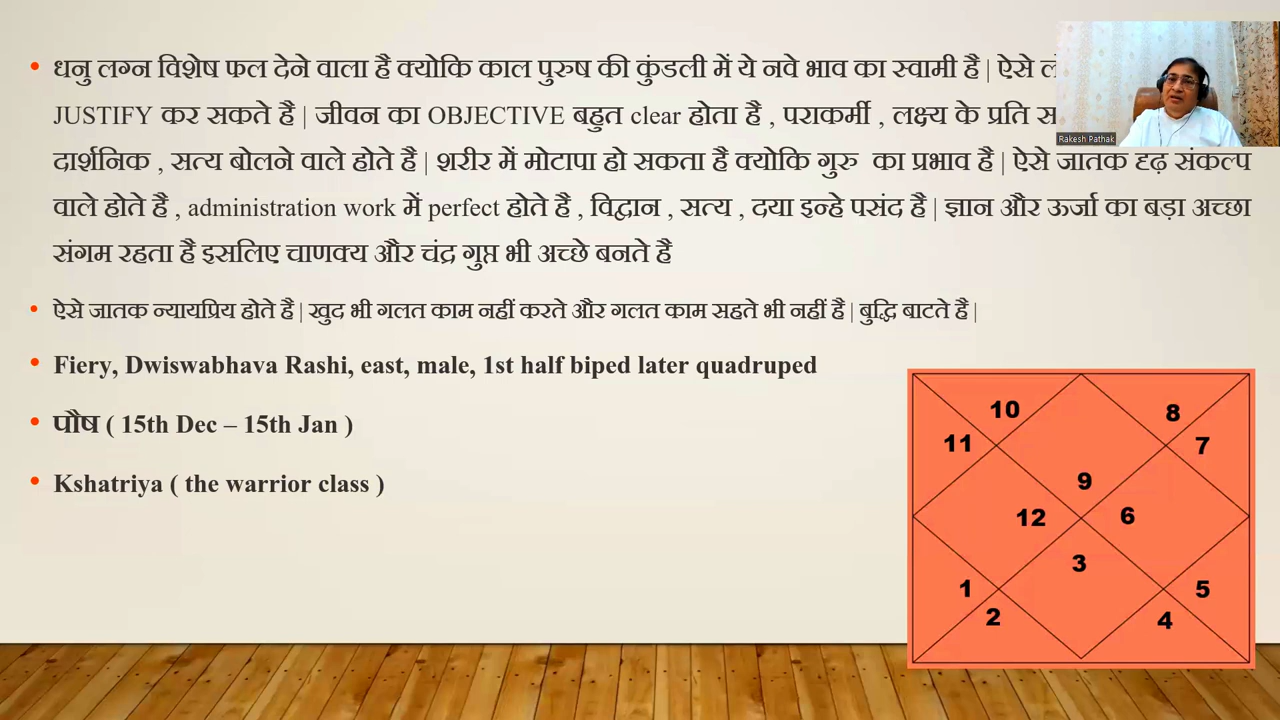 धनु लग्न विशेष फल देने वाला है क्योकि काल पुरुष की कुंडली में ये नवे भाव का स्वामी है | ऐसे
JUSTIFY कर सकते है | जीवन का OBJECTIVE बहुत clear होता है , पराकर्मी , लक्ष्य के प्रति
दार्शनिक , सत्य बोलने वाले होते है | शरीर में मोटापा हो सकता है क्योकि गुरु का प्रभाव है | ऐसे जातक दृढ़ संकल्प
वाले होते है , administration work में perfect होते है , विद्वान , सत्य , दया इन्हे पसंद है | ज्ञान और ऊर्जा का बड़ा अच्छा
संगम रहता है इसलिए चाणक्य और चंद्र गुप्त भी अच्छे बनते है
ऐसे जातक न्यायप्रिय होते है | खुद भी गलत काम नहीं करते और गलत काम सहते भी नहीं है | बुद्धि बाटते है |
Fiery, Dwiswabhava Rashi, east, male, 1st half biped later quadruped
पौष ( 15th Dec – 15th Jan )
Kshatriya ( the warrior class )
Rakesh Pathak
10
8
11
7
9
12
6
3
1
5
2
4